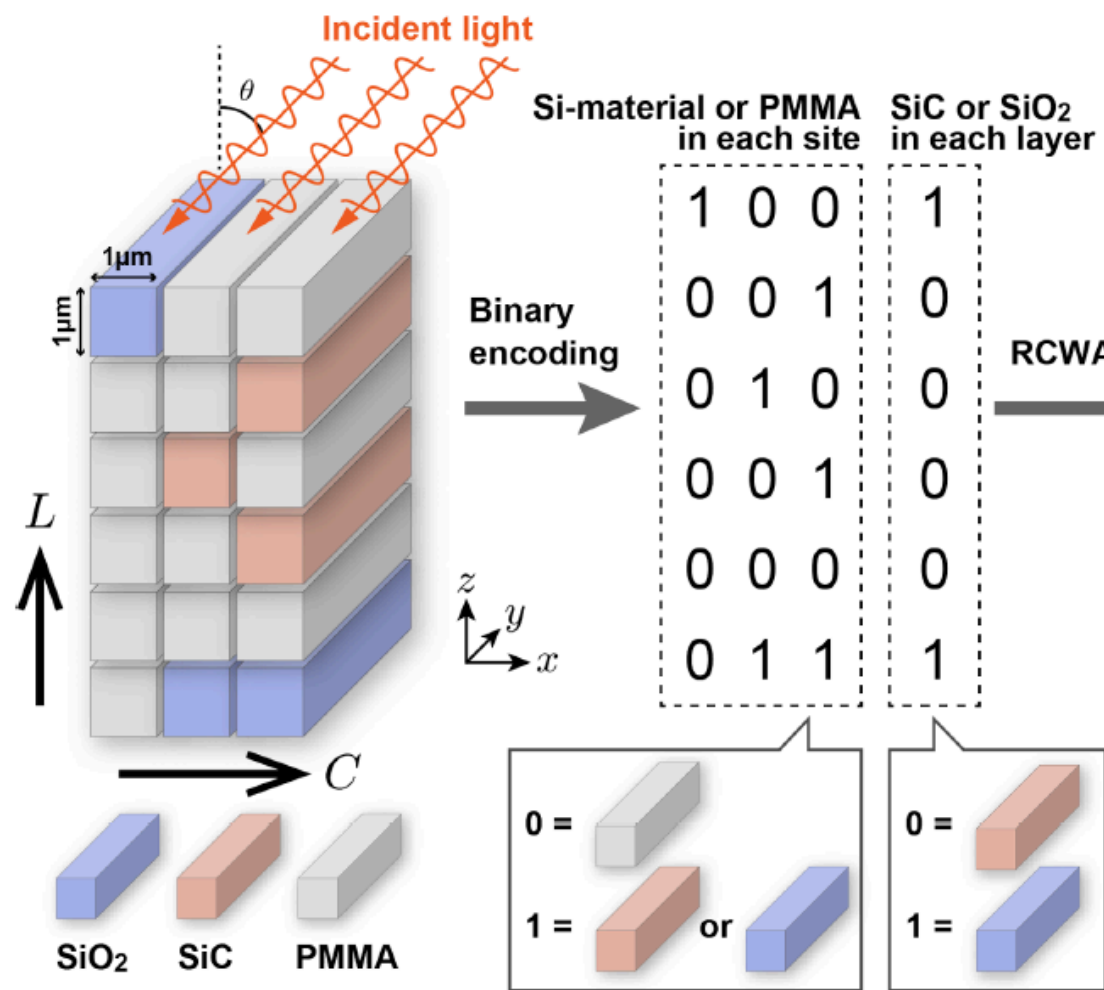 Incident light
θ
Si-material or PMMA
in each site
SiC or SiO₂
in each layer
1μm
1μm
1 0 0 1
0 0 1 0
0 1 0 0
0 0 1 0
0 0 0 0
0 1 1 1
Binary
encoding
RCWA
L
C
z
y
x
0 =
1 =
or
0 =
1 =
SiO₂
SiC
PMMA